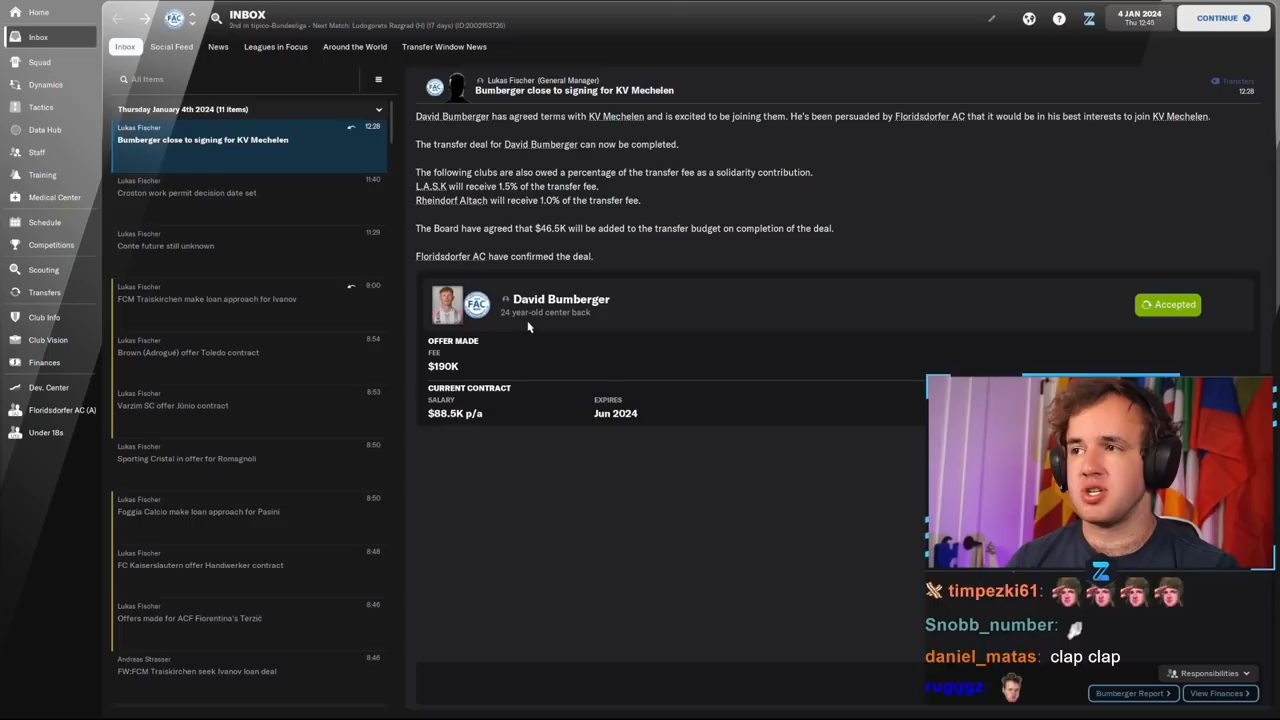 Home
Inbox
Squad
Dynamics
Tactics
Data Hub
Staff
Training
Medical Center
Schedule
Competitions
Scouting
Transfers
Club Info
Club Vision
Finances
Dev. Center
Floridsdorfer AC (A)
Under 18s
FAC
INBOX
2nd in tipico-Bundesliga - Next Match: Ludogorets Razgrad (H) (17 days) (ID:2002153726)
4 JAN 2024
Thu 12:45
CONTINUE
Inbox
Social Feed
News
Leagues in Focus
Around the World
Transfer Window News
All Items
Thursday January 4th 2024 (11 items)
Lukas Fischer 12:28
Bumberger close to signing for KV Mechelen
Lukas Fischer 11:40
Croston work permit decision date set
Lukas Fischer 11:29
Conte future still unknown
Lukas Fischer 9:00
FCM Traiskirchen make loan approach for Ivanov
Lukas Fischer 8:54
Brown (Adrogué) offer Toledo contract
Lukas Fischer 8:53
Varzim SC offer Júnio contract
Lukas Fischer 8:50
Sporting Cristal in offer for Romagnoli
Lukas Fischer 8:50
Foggia Calcio make loan approach for Pasini
Lukas Fischer 8:48
FC Kaiserslautern offer Handwerker contract
Lukas Fischer 8:46
Offers made for ACF Fiorentina's Terzić
Andreas Strasser 8:46
FW:FCM Traiskirchen seek Ivanov loan deal
Lukas Fischer (General Manager)
Bumberger close to signing for KV Mechelen
Transfers
12:28
David Bumberger has agreed terms with KV Mechelen and is excited to be joining them. He's been persuaded by Floridsdorfer AC that it would be in his best interests to join KV Mechelen.
The transfer deal for David Bumberger can now be completed.
The following clubs are also owed a percentage of the transfer fee as a solidarity contribution.
L.A.S.K will receive 1.5% of the transfer fee.
Rheindorf Altach will receive 1.0% of the transfer fee.
The Board have agreed that $46.5K will be added to the transfer budget on completion of the deal.
Floridsdorfer AC have confirmed the deal.
FAC
David Bumberger
24 year-old center back
Accepted
OFFER MADE
FEE
$190K
CURRENT CONTRACT
SALARY EXPIRES
$88.5K p/a Jun 2024
timpezki61:
Snobb_number:
daniel_matas: clap clap
rugggz:
Responsibilities
Bumberger Report
View Finances